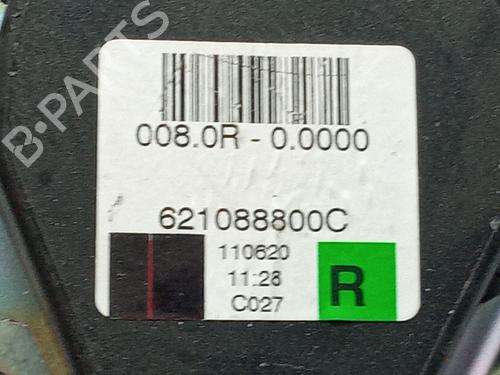 B-PARTS
008.0R - 0.0000
621088800C
110620
11:28
C027
R